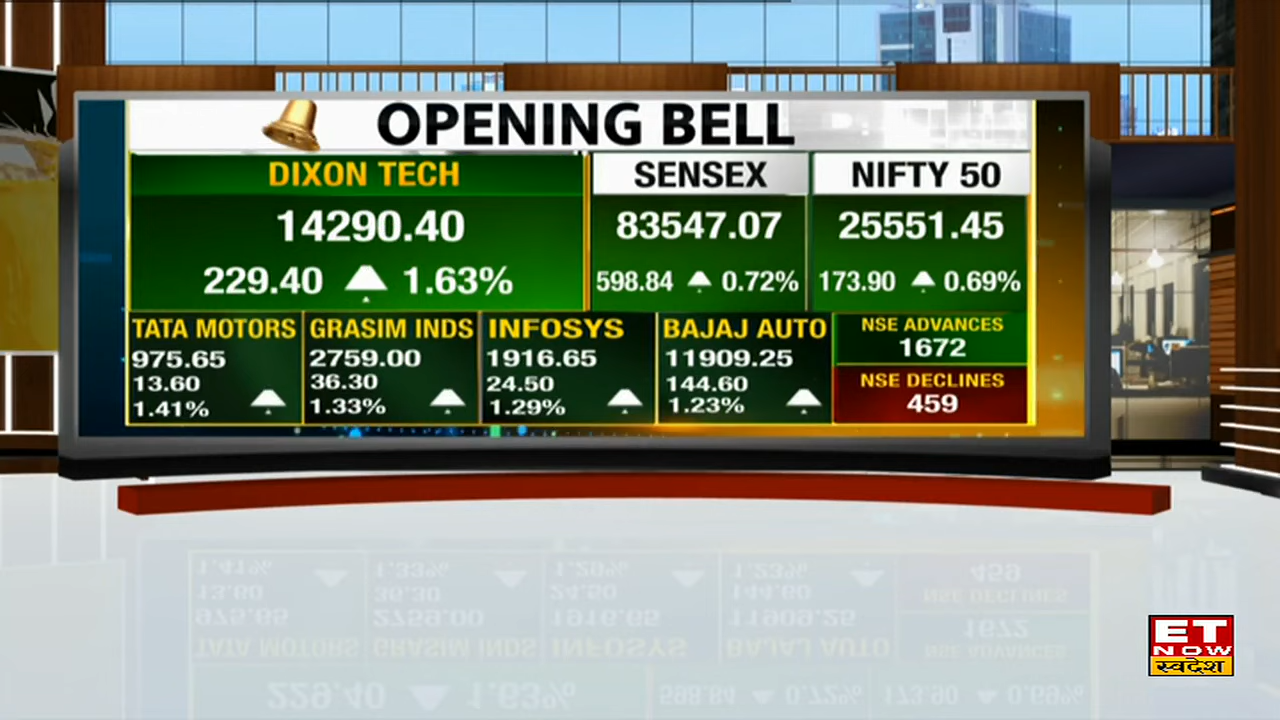 OPENING BELL
DIXON TECH
14290.40
229.40 1.63%
SENSEX
83547.07
598.84 0.72%
NIFTY 50
25551.45
173.90 0.69%
TATA MOTORS
975.65
13.60
1.41%
GRASIM INDS
2759.00
36.30
1.33%
INFOSYS
1916.65
24.50
1.29%
BAJAJ AUTO
11909.25
144.60
1.23%
NSE ADVANCES
1672
NSE DECLINES
459
ET
NOW
स्वदेश